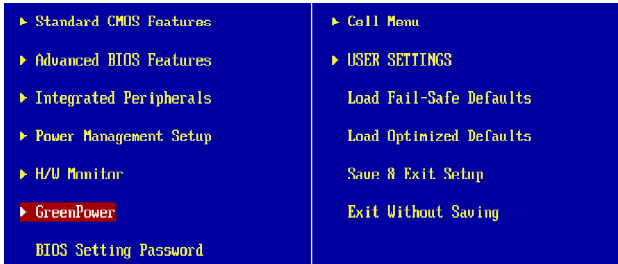 Standard CMOS Features
Advanced BIOS Features
Integrated Peripherals
Power Management Setup
H/W Monitor
GreenPower
BIOS Setting Password
Cell Menu
USER SETTINGS
Load Fail-Safe Defaults
Load Optimized Defaults
Save & Exit Setup
Exit Without Saving